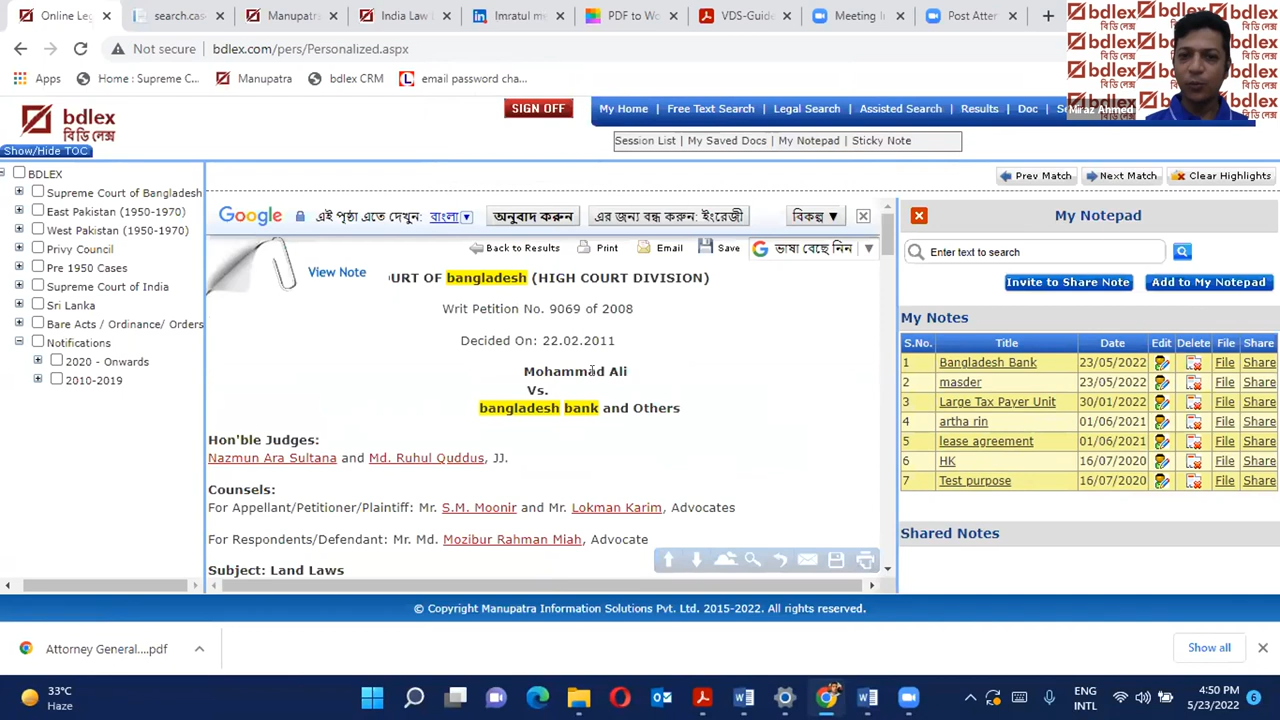 Online Leg
search.cas
Manupatra
India Law
Imratul me
PDF to Wo
VDS-Guide
Meeting I
Post Atten
Not secure
bdlex.com/pers/Personalized.aspx
Apps
Home : Supreme C...
Manupatra
bdlex CRM
email password cha...
bdlex
বিডি লেক্স
Miraz Ahmed
bdlex
বিডি লেক্স
SIGN OFF
My Home | Free Text Search | Legal Search | Assisted Search | Results | Doc
Session List | My Saved Docs | My Notepad | Sticky Note
Show/Hide TOC
BDLEX
Supreme Court of Bangladesh
East Pakistan (1950-1970)
West Pakistan (1950-1970)
Privy Council
Pre 1950 Cases
Supreme Court of India
Sri Lanka
Bare Acts / Ordinance/ Orders
Notifications
2020 - Onwards
2010-2019
Prev Match
Next Match
Clear Highlights
Google
এই পৃষ্ঠা এতে দেখুন:
বাংলা
অনুবাদ করুন
এর জন্য বন্ধ করুন: ইংরেজী
বিকল্প ▼
View Note
Back to Results
Print
Email
Save
ভাষা বেছে নিন
URT OF bangladesh (HIGH COURT DIVISION)
Writ Petition No. 9069 of 2008
Decided On: 22.02.2011
Mohammad Ali
Vs.
bangladesh bank and Others
Hon'ble Judges:
Nazmun Ara Sultana and Md. Ruhul Quddus, JJ.
Counsels:
For Appellant/Petitioner/Plaintiff: Mr. S.M. Moonir and Mr. Lokman Karim, Advocates
For Respondents/Defendant: Mr. Md. Mozibur Rahman Miah, Advocate
Subject: Land Laws
My Notepad
Enter text to search
Invite to Share Note
Add to My Notepad
My Notes
S.No. Title Date Edit Delete File Share
1 Bangladesh Bank 23/05/2022 File Share
2 masder 23/05/2022 File Share
3 Large Tax Payer Unit 30/01/2022 File Share
4 artha rin 01/06/2021 File Share
5 lease agreement 01/06/2021 File Share
6 HK 16/07/2020 File Share
7 Test purpose 16/07/2020 File Share
Shared Notes
© Copyright Manupatra Information Solutions Pvt. Ltd. 2015-2022. All rights reserved.
Attorney General....pdf
Show all
33°C
Haze
ENG
INTL
4:50 PM
5/23/2022
6